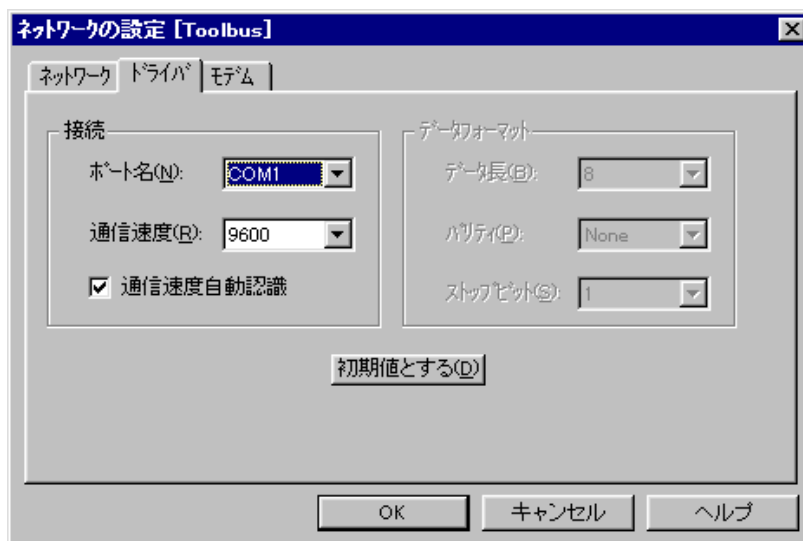 ネットワークの設定 [Toolbus]
ネットワーク ドライバ モデム
接続
ポート名(N): COM1
通信速度(R): 9600
通信速度自動認識
データフォーマット
データ長(B): 8
パリティ(P): None
ストップビット(S): 1
初期値とする(D)
OK キャンセル ヘルプ